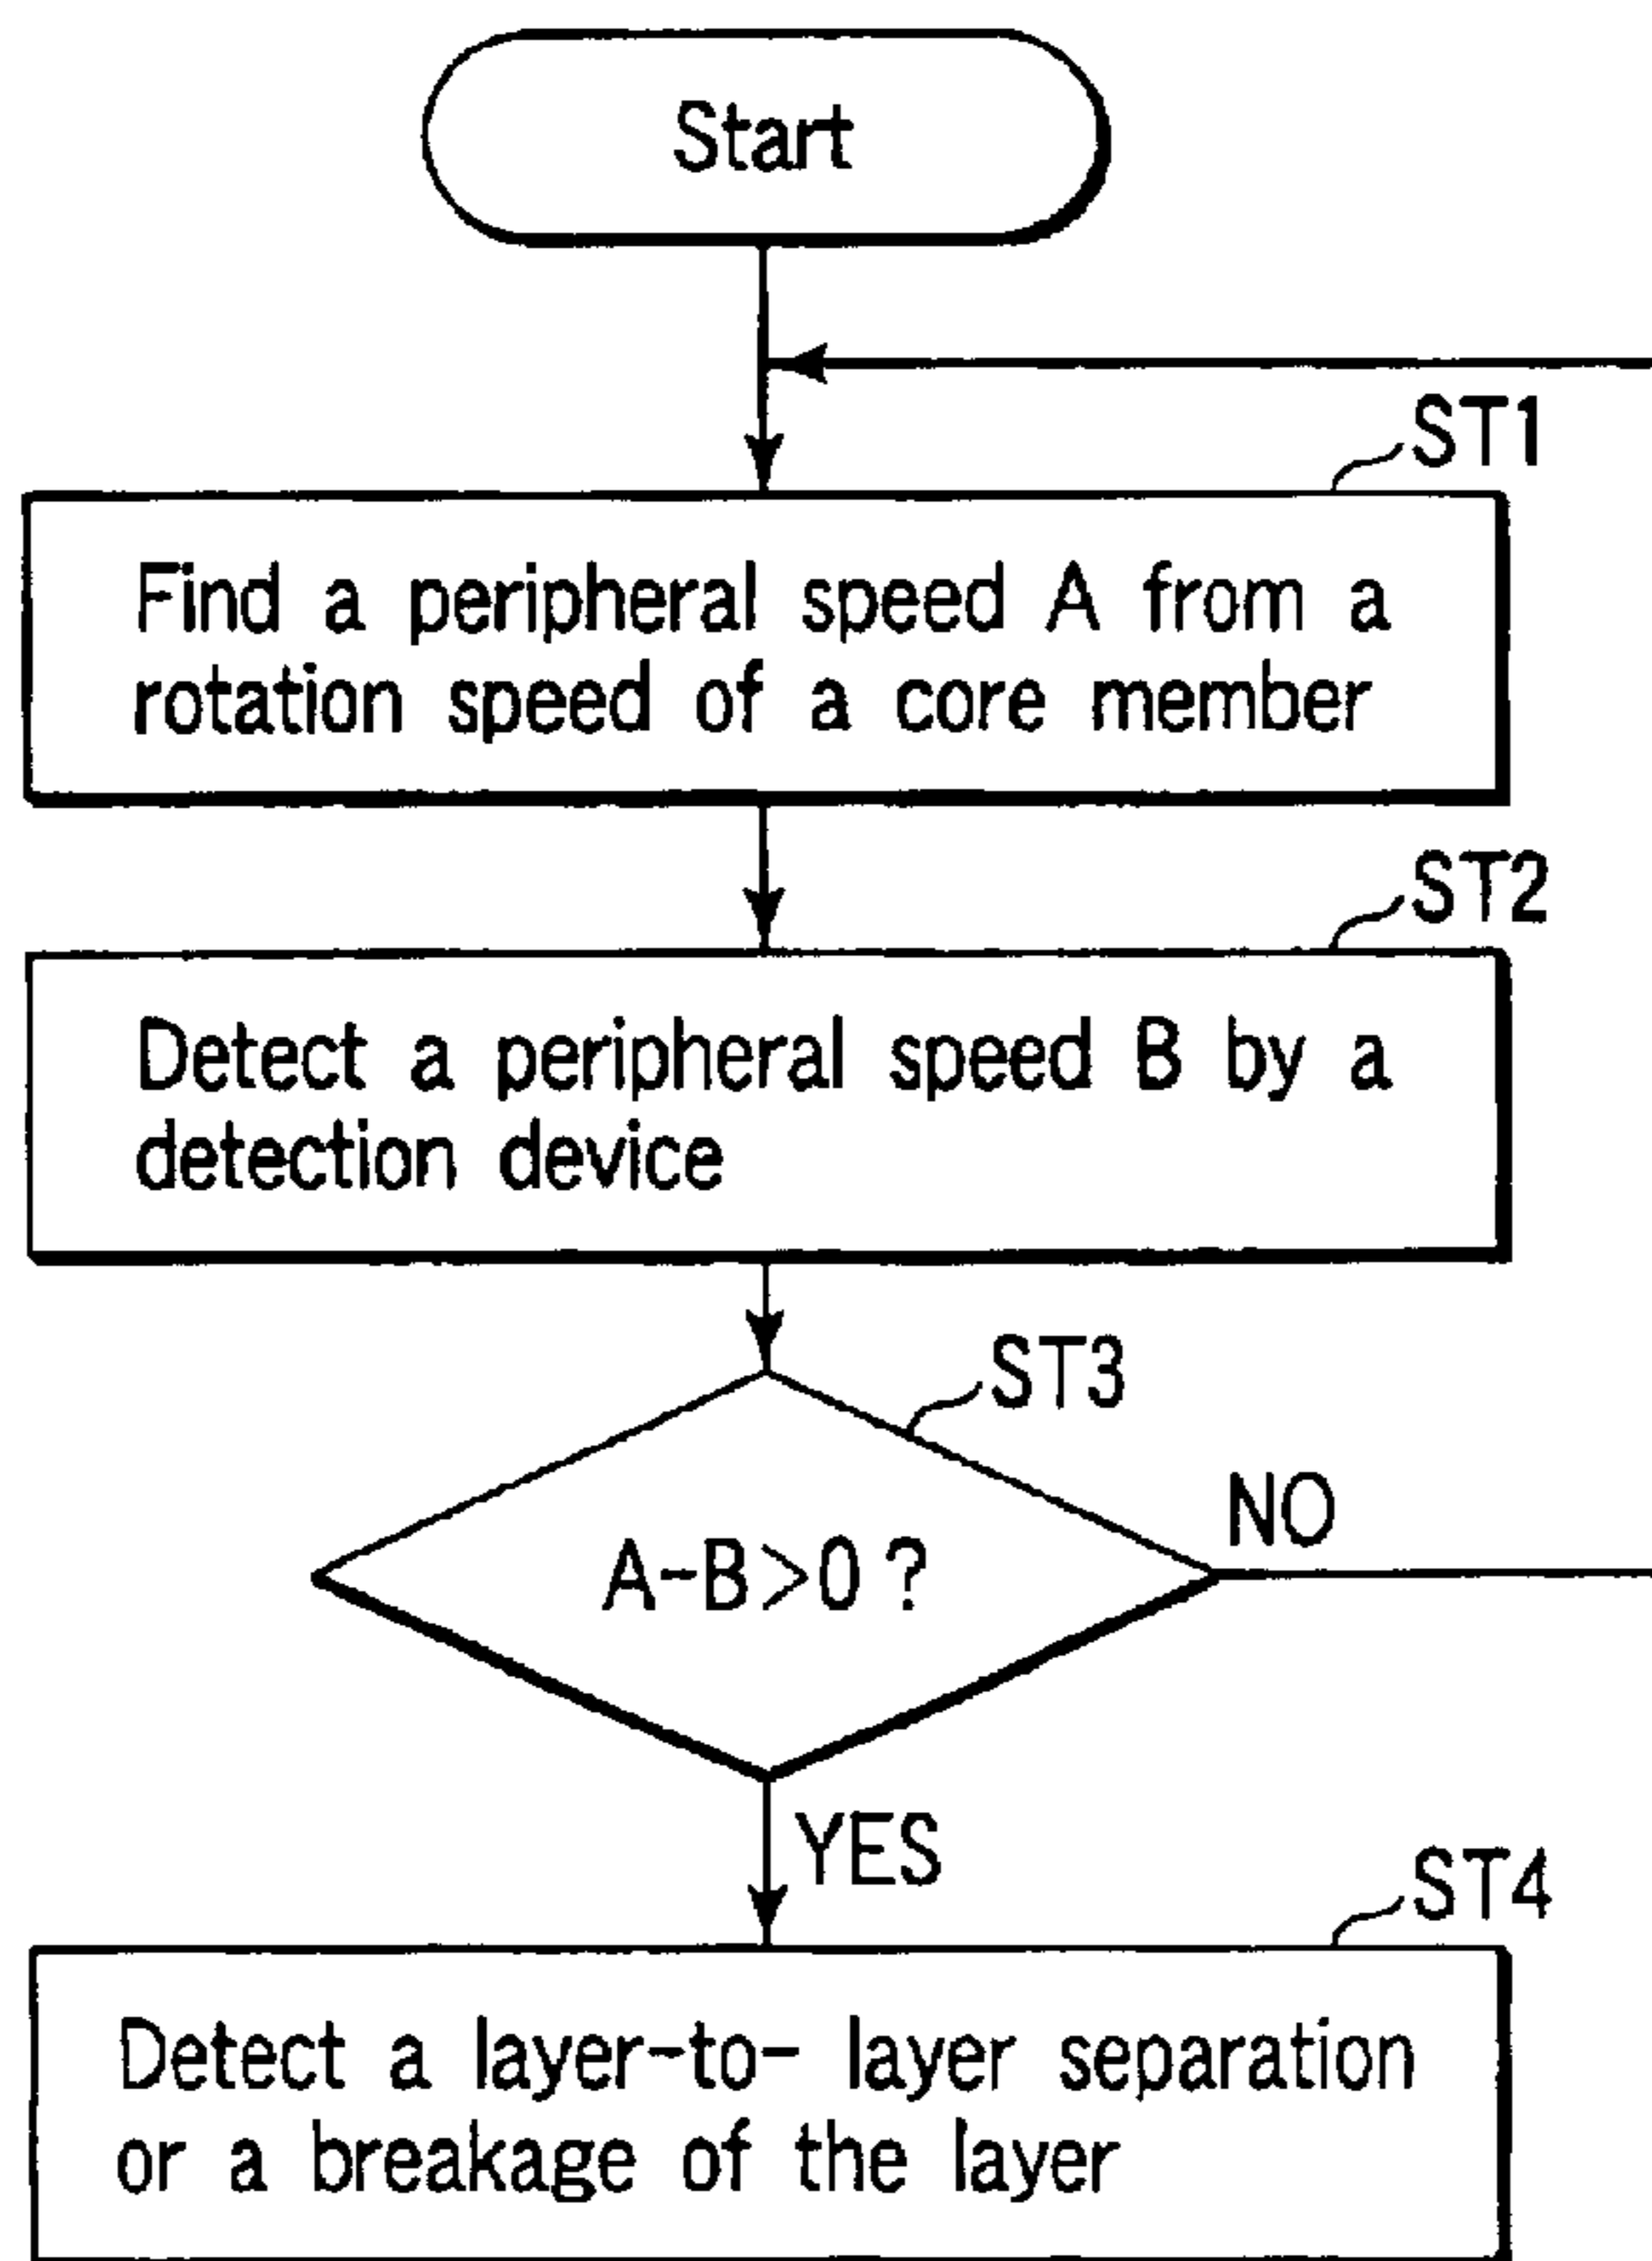 Start
ST1
Find a peripheral speed A from a
rotation speed of a core member
ST2
Detect a peripheral speed B by a
detection device
ST3
NO
A-B>0?
YES
ST4
Detect a layer-to- layer separation
or a breakage of the layer